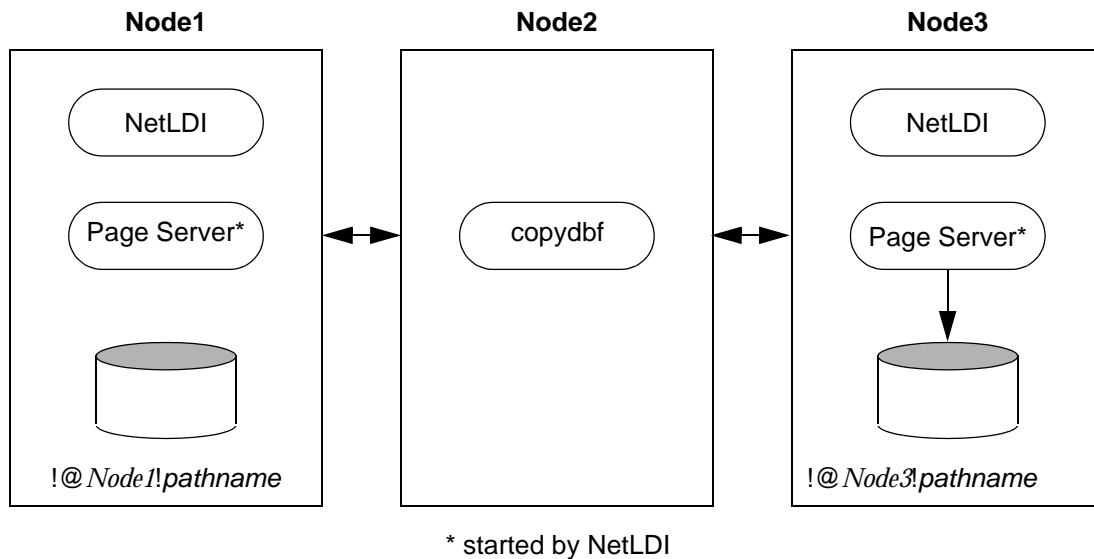 Node1
Node2
Node3
NetLDI
NetLDI
Page Server*
copydbf
Page Server*
!@Node1!pathname
!@Node3!pathname
* started by NetLDI